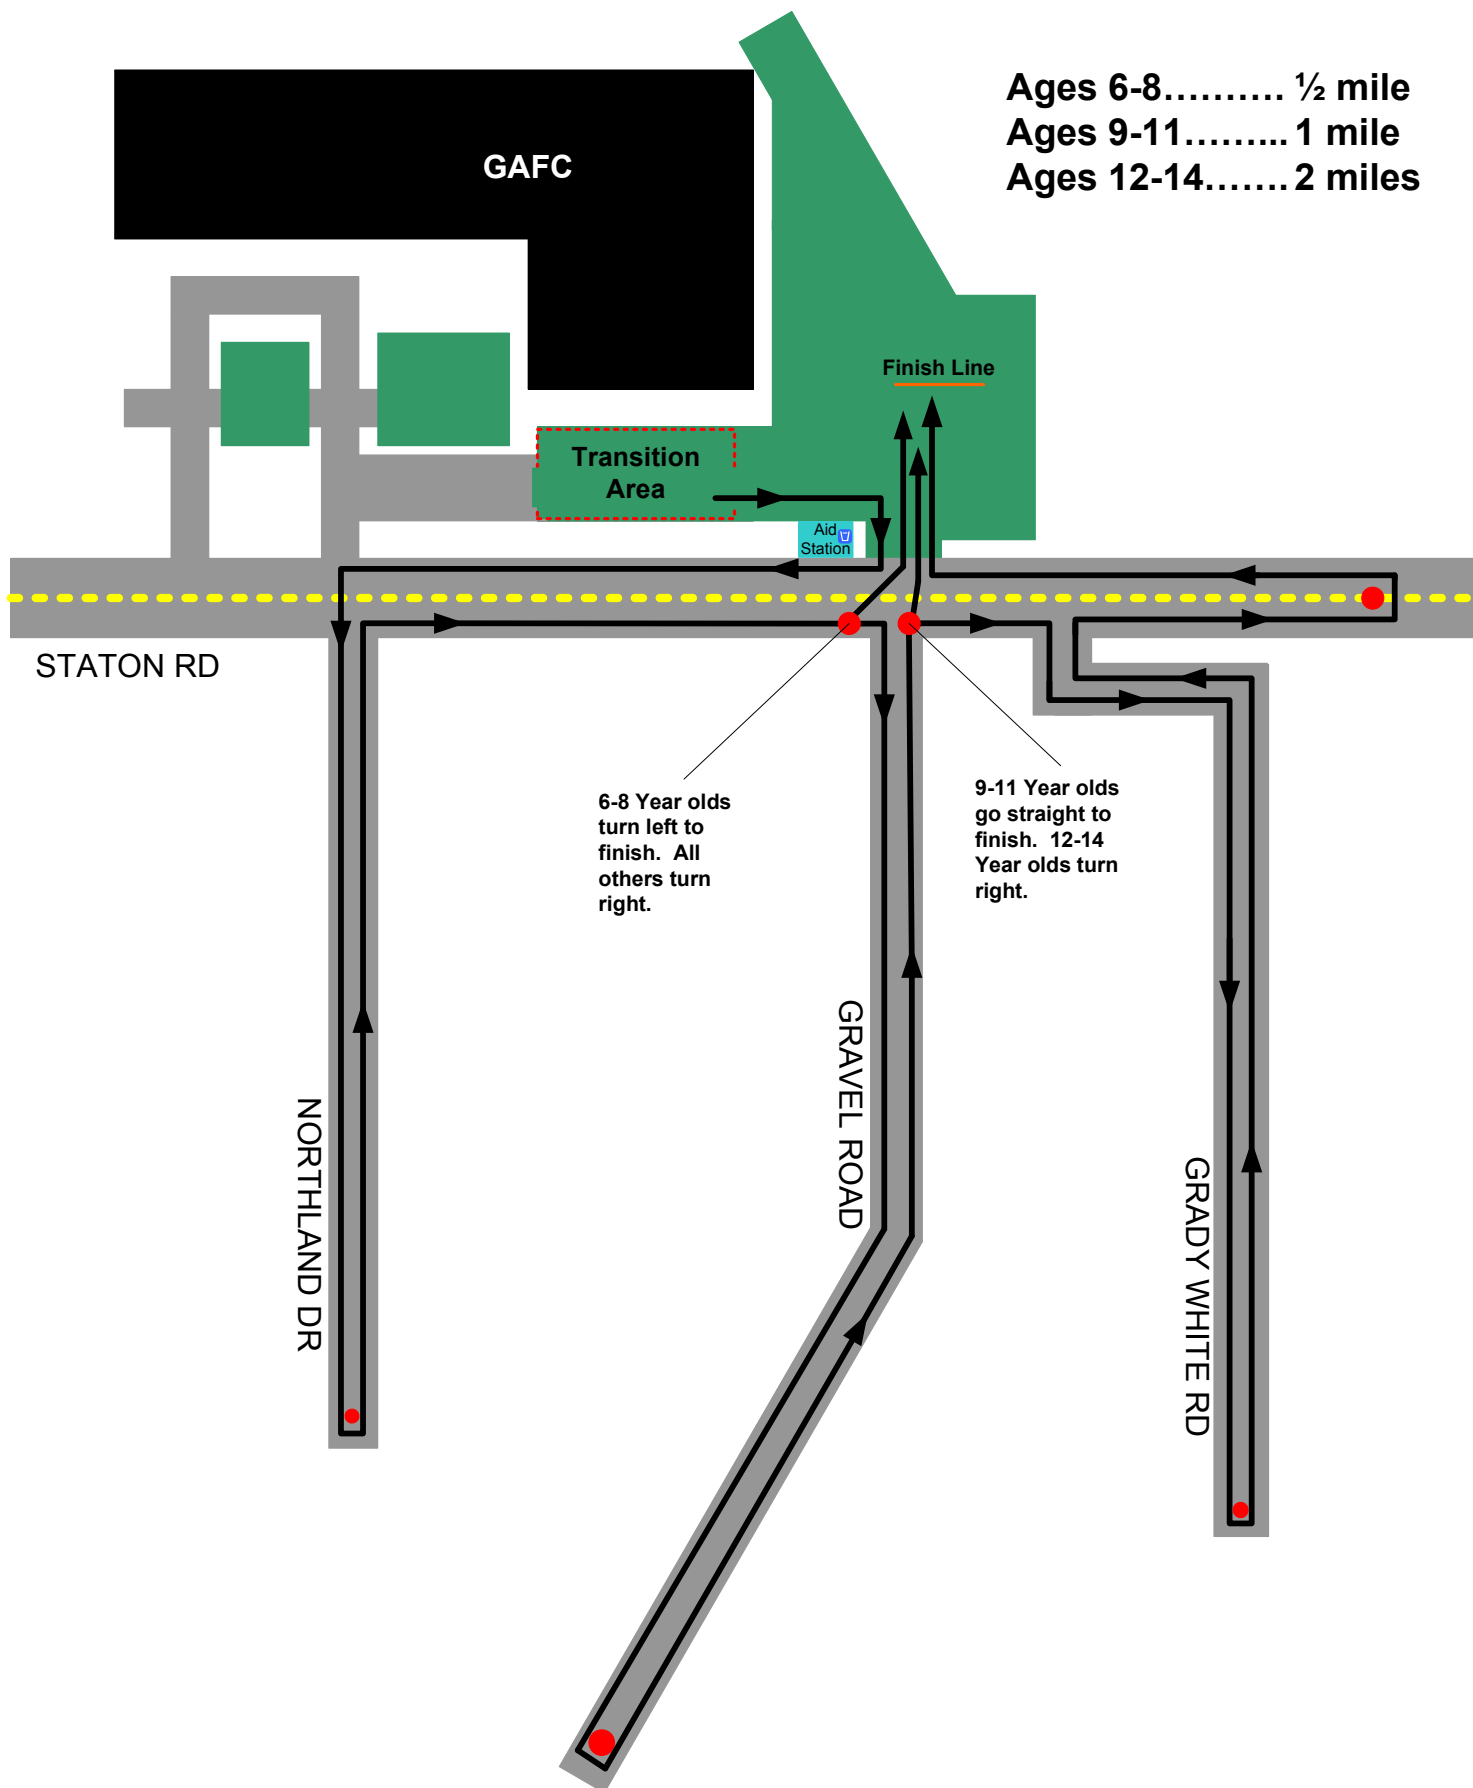 Ages 6-8………. ½ mile
Ages 9-11……... 1 mile
Ages 12-14……. 2 miles
GAFC
Finish Line
Transition
Area
Aid
Station
STATON RD
6-8 Year olds
turn left to
finish. All
others turn
right.
9-11 Year olds
go straight to
finish. 12-14
Year olds turn
right.
NORTHLAND DR
GRAVEL ROAD
GRADY WHITE RD